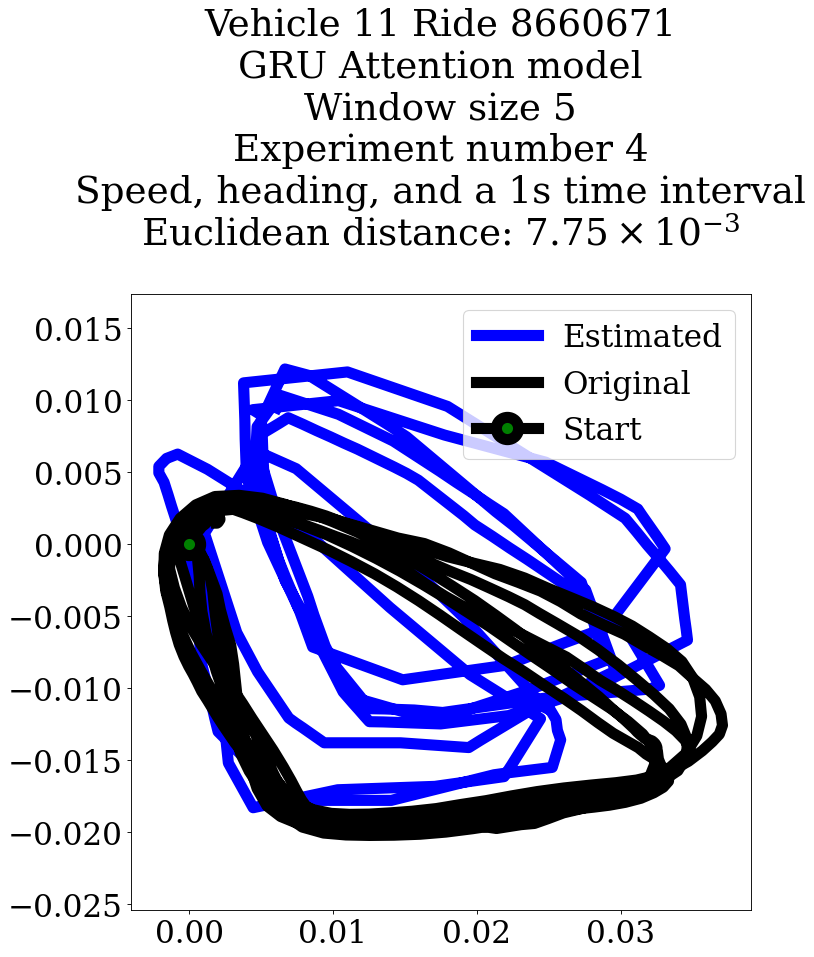 Vehicle 11 Ride 8660671
GRU Attention model
Window size 5
Experiment number 4
Speed, heading, and a 1s time interval
Euclidean distance: 7.75 × 10⁻³
Estimated
Original
Start
0.015
0.010
0.005
0.000
−0.005
−0.010
−0.015
−0.020
−0.025
0.00 0.01 0.02 0.03